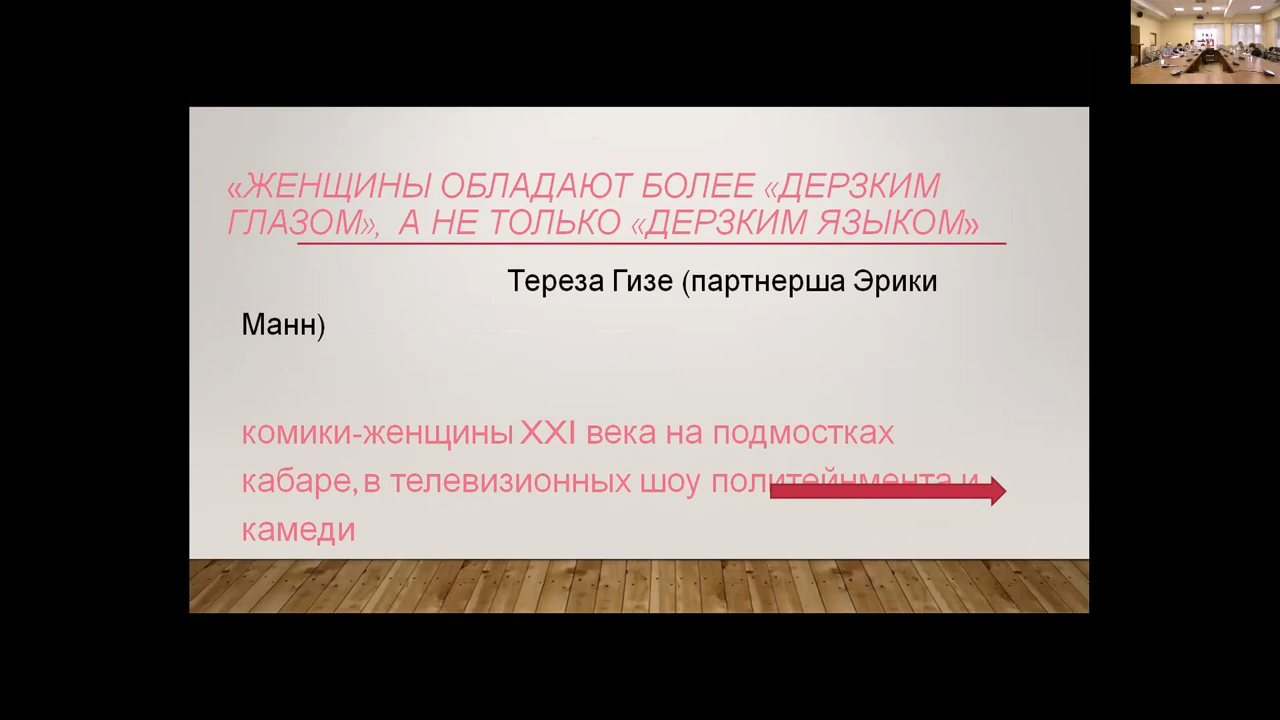 «ЖЕНЩИНЫ ОБЛАДАЮТ БОЛЕЕ «ДЕРЗКИМ
ГЛАЗОМ», А НЕ ТОЛЬКО «ДЕРЗКИМ ЯЗЫКОМ»
Тереза Гизе (партнерша Эрики
Манн)
комики-женщины XXI века на подмостках
кабаре, в телевизионных шоу политейнмента и
камеди